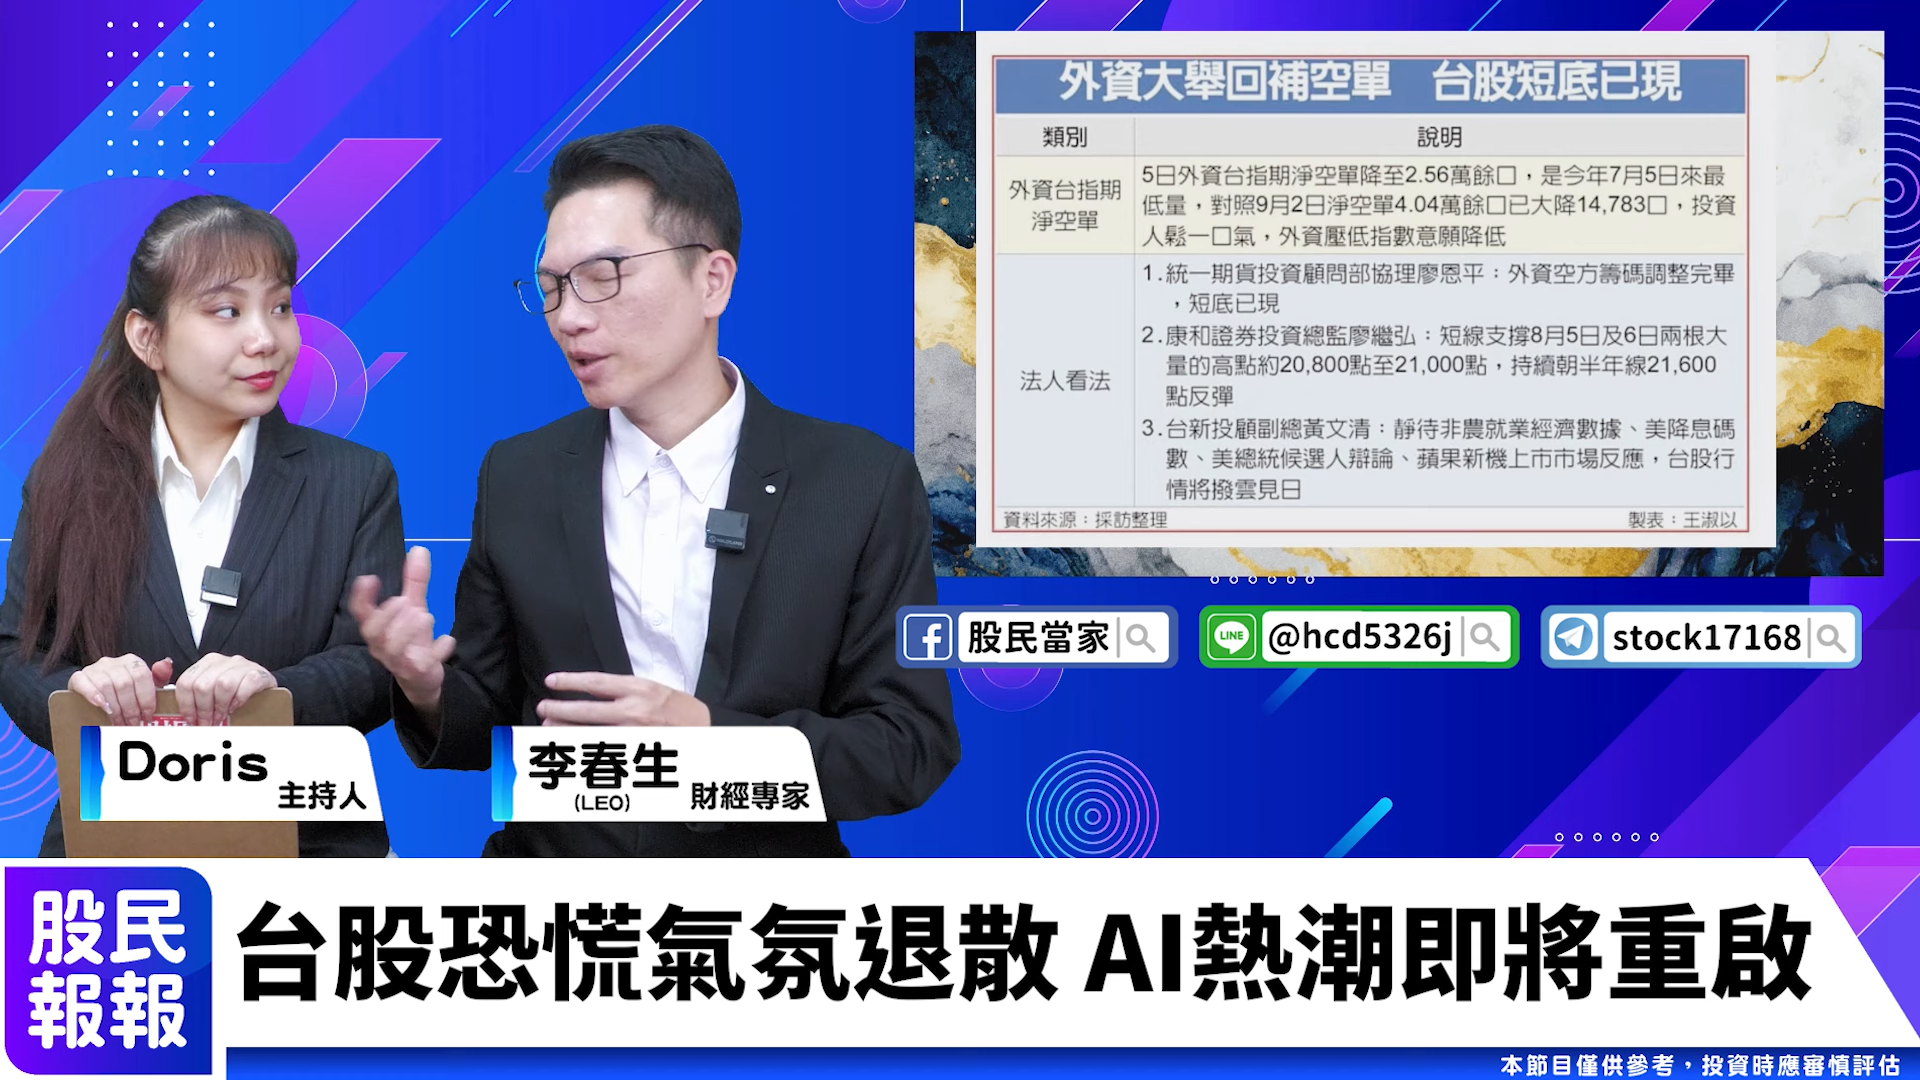 外資大舉回補空單 台股短底已現
類別
說明
外資台指期
淨空單
5日外資台指期淨空單降至2.56萬餘口，是今年7月5日來最
低量，對照9月2日淨空單4.04萬餘口已大降14,783口，投資
人鬆一口氣，外資壓低指數意願降低
法人看法
1.統一期貨投資顧問部協理廖恩平：外資空方籌碼調整完畢
，短底已現
2.康和證券投資總監廖繼弘：短線支撐8月5日及6日兩根大
量的高點約20,800點至21,000點，持續朝半年線21,600
點反彈
3.台新投顧副總黃文清：靜待非農就業經濟數據、美降息碼
數、美總統候選人辯論、蘋果新機上市市場反應，台股行
情將撥雲見日
資料來源：採訪整理
製表：王淑以
股民當家
LINE
@hcd5326j
stock17168
Doris
主持人
李春生
(LEO)
財經專家
股民
報報
台股恐慌氣氛退散 AI熱潮即將重啟
本節目僅供參考，投資時應審慎評估